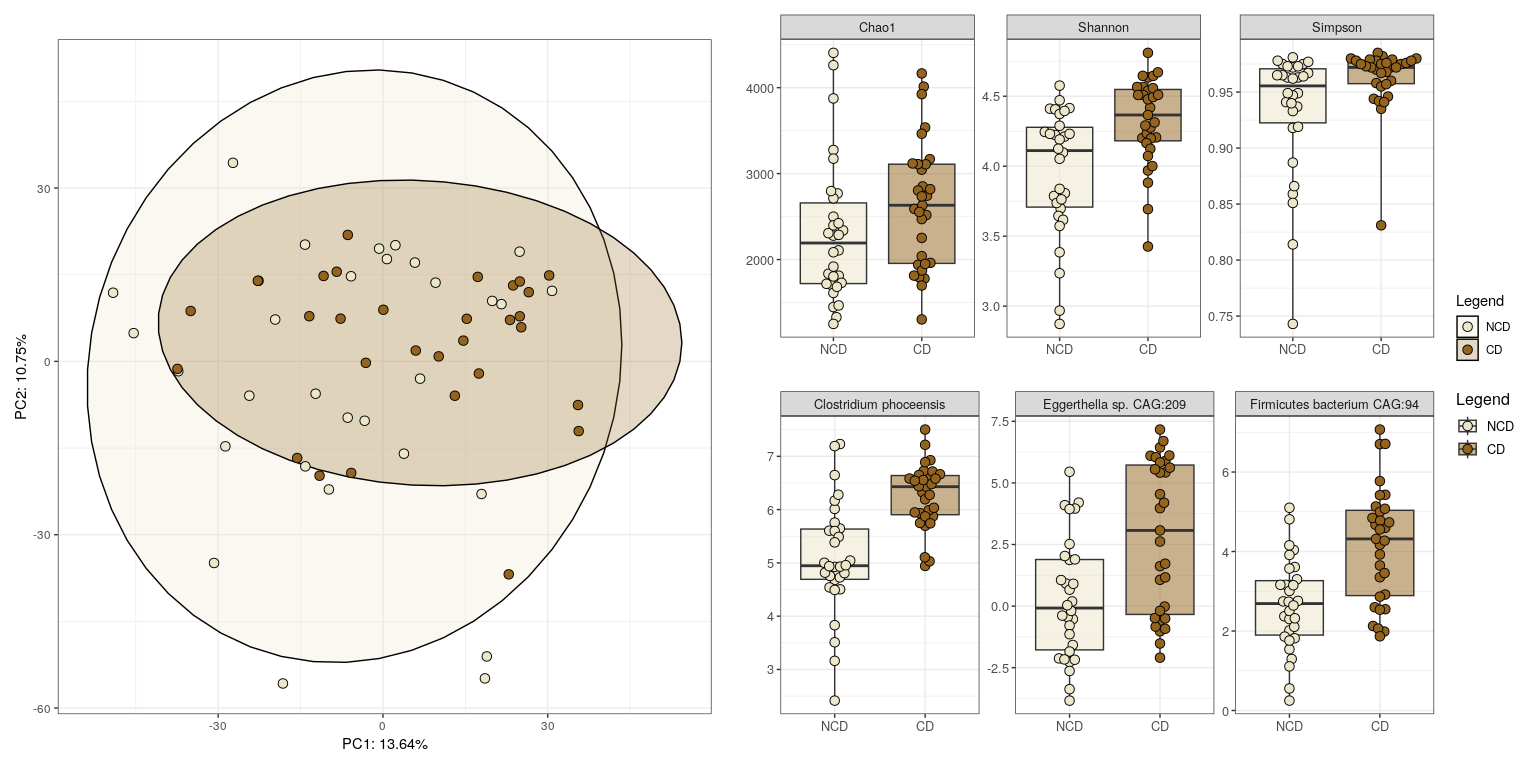 Chao1
Shannon
Simpson
4000
3000
2000
4.5
4.0
3.5
3.0
0.95
0.90
0.85
0.80
0.75
NCD
CD
NCD
CD
NCD
CD
Legend
NCD
CD
30
0
-30
-60
PC2: 10.75%
-30
0
30
PC1: 13.64%
Clostridium phoceensis
Eggerthella sp. CAG:209
Firmicutes bacterium CAG:94
7
6
5
4
3
7.5
5.0
2.5
0.0
-2.5
6
4
2
0
NCD
CD
NCD
CD
NCD
CD
Legend
NCD
CD